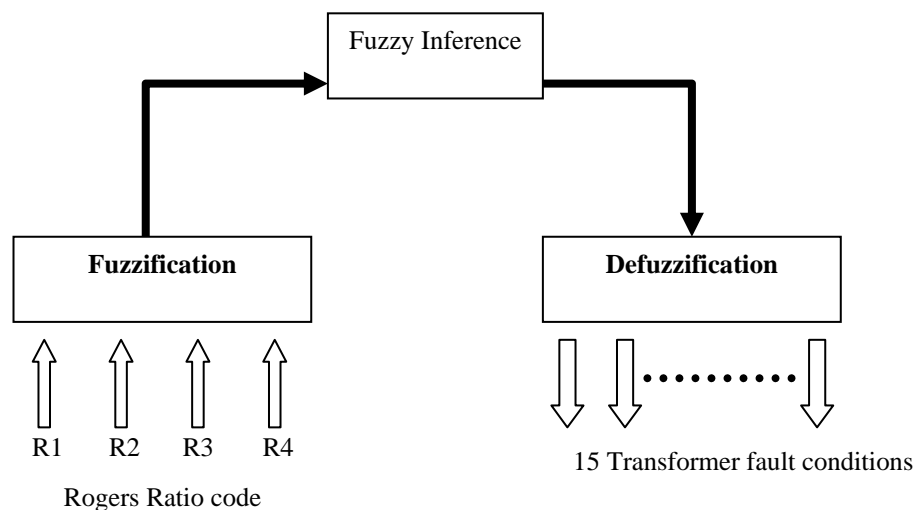 Fuzzy Inference
Fuzzification
Defuzzification
R1 R2 R3 R4
15 Transformer fault conditions
Rogers Ratio code